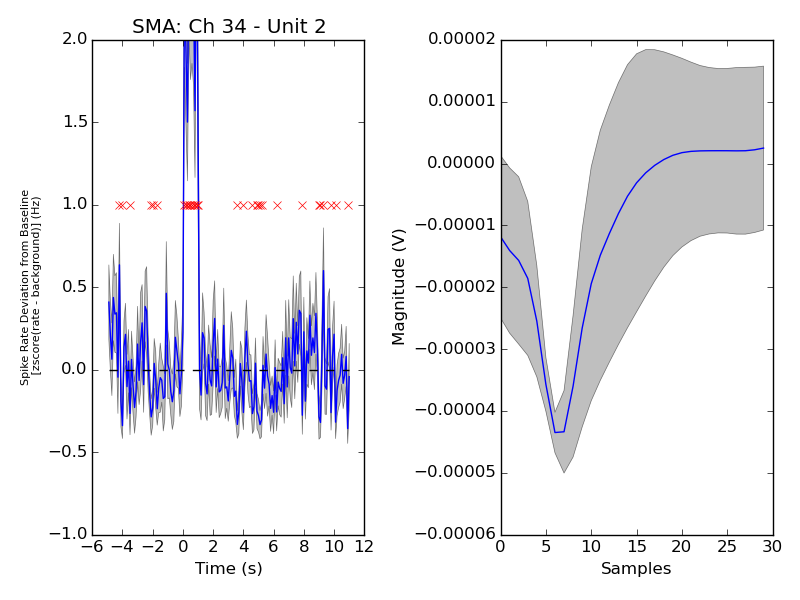 SMA: Ch 34 - Unit 2
Spike Rate Deviation from Baseline
[zscore(rate - background)] (Hz)
2.0
1.5
1.0
0.5
0.0
−0.5
−1.0
−6 −4 −2 0 2 4 6 8 10 12
Time (s)
Magnitude (V)
0.00002
0.00001
0.00000
−0.00001
−0.00002
−0.00003
−0.00004
−0.00005
−0.00006
0 5 10 15 20 25 30
Samples